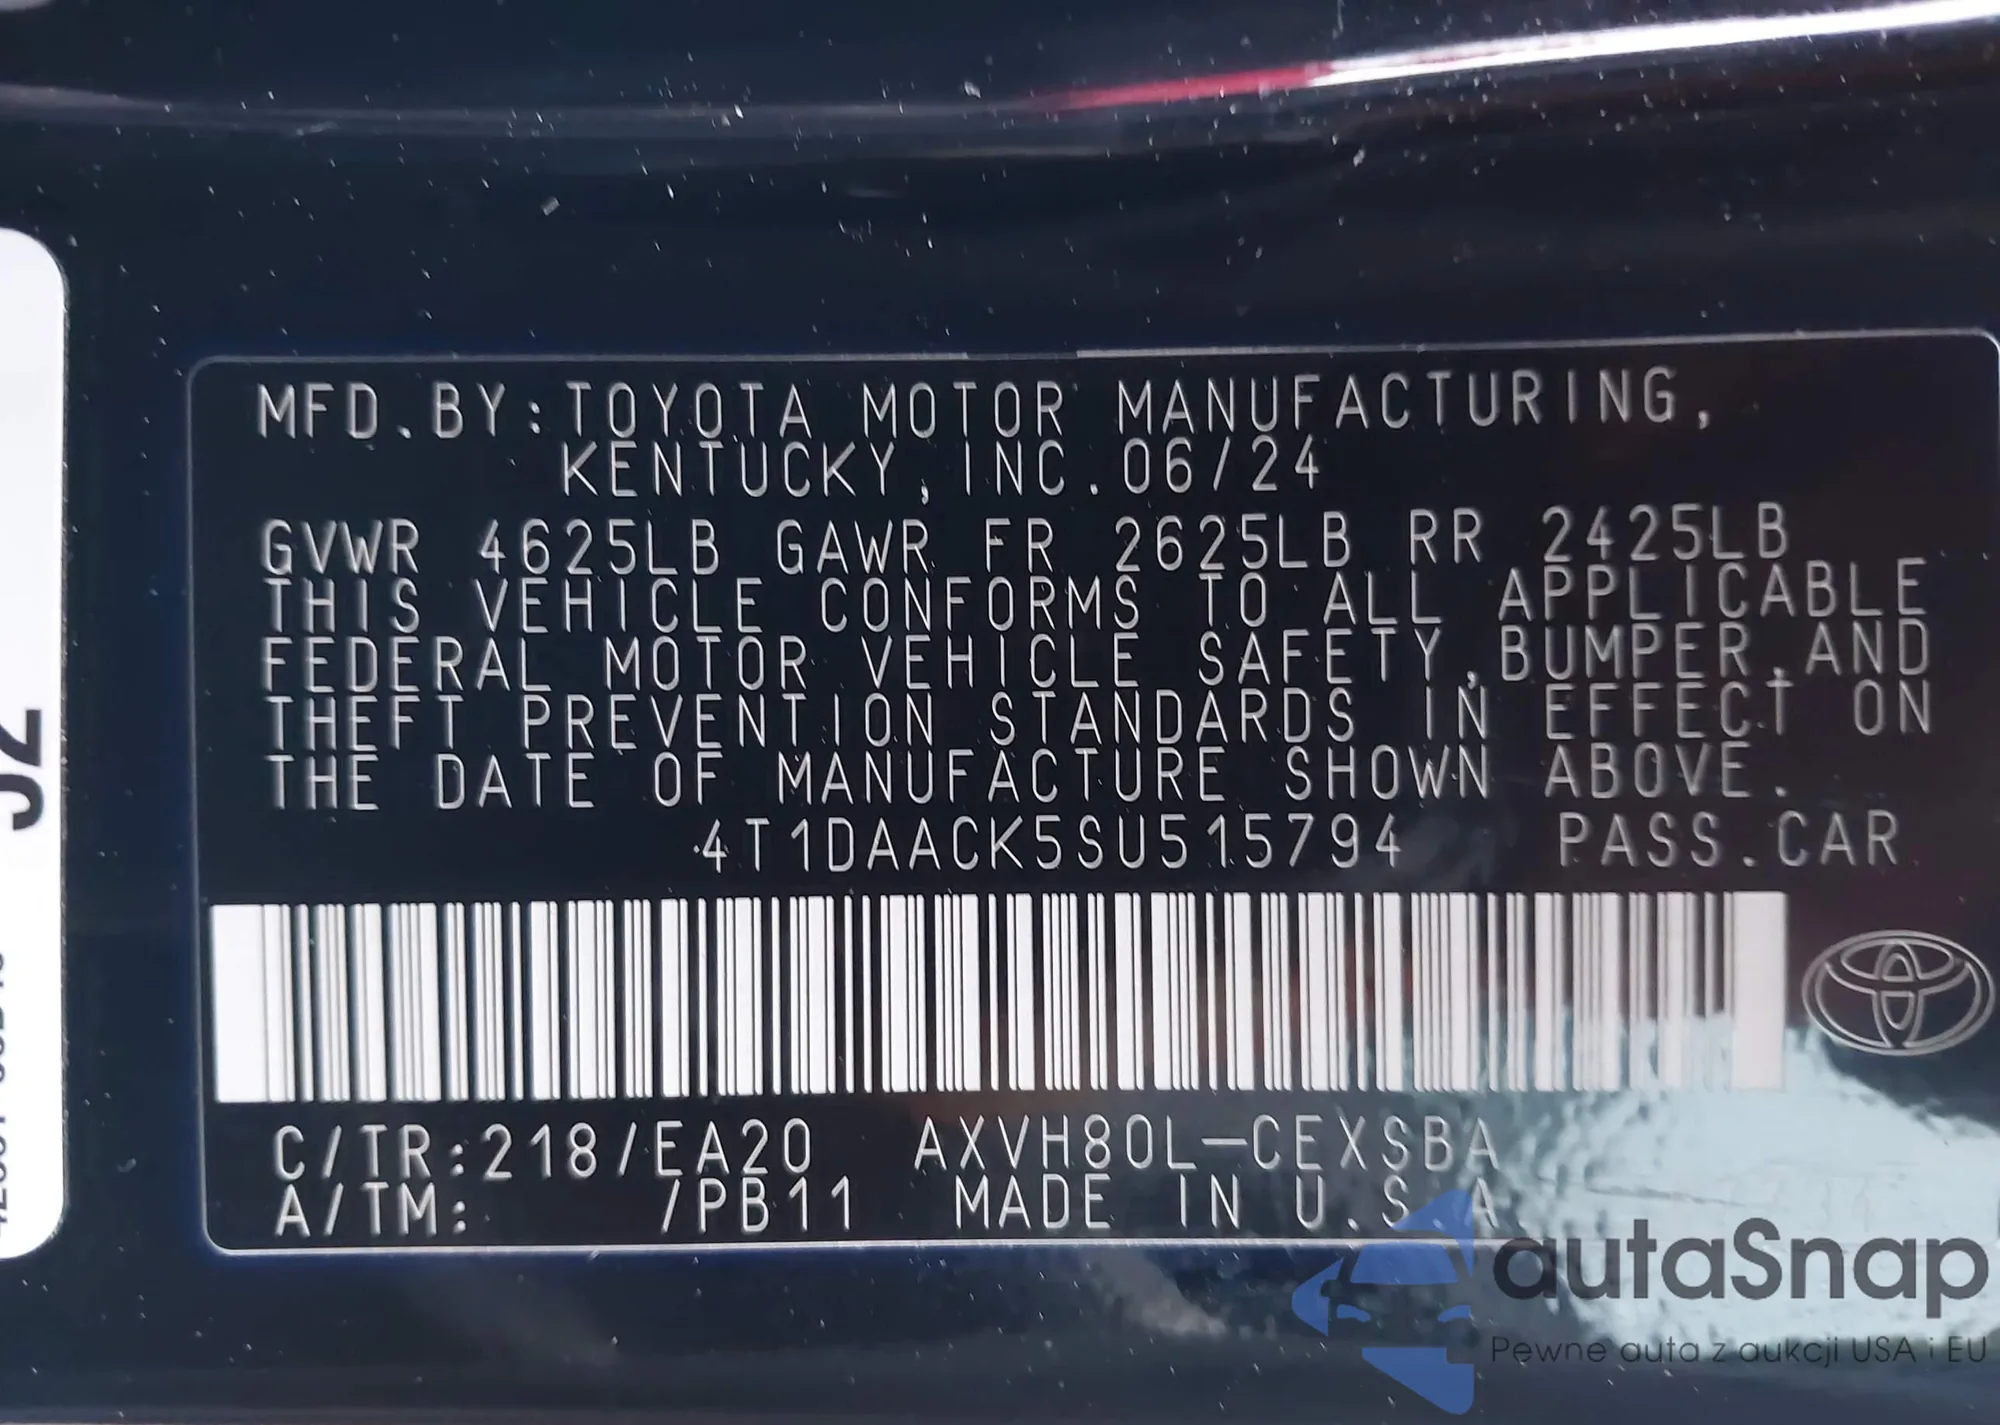 MFD.BY:TOYOTA MOTOR MANUFACTURING,
KENTUCKY,INC.06/24
GVWR 4625LB GAWR FR 2625LB RR 2425LB
THIS VEHICLE CONFORMS TO ALL APPLICABLE
FEDERAL MOTOR VEHICLE SAFETY,BUMPER,AND
THEFT PREVENTION STANDARDS IN EFFECT ON
THE DATE OF MANUFACTURE SHOWN ABOVE.
4T1DAACK5SU515794 PASS.CAR
C/TR:218/EA20 AXVH80L-CEXSBA
A/TM: /PB11 MADE IN U.S.A
autaSnap
Pewne auta z aukcji USA i EU